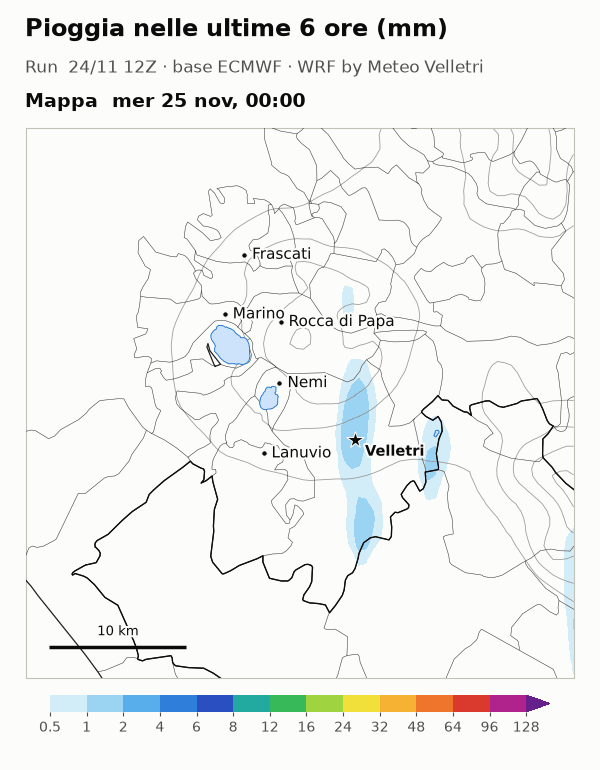 Pioggia nelle ultime 6 ore (mm)
Run  24/11 12Z · base ECMWF · WRF by Meteo Velletri
Mappa  mer 25 nov, 00:00
Frascati
Marino
Rocca di Papa
Nemi
Velletri
Lanuvio
10 km
0.5 1 2 4 6 8 12 16 24 32 48 64 96 128